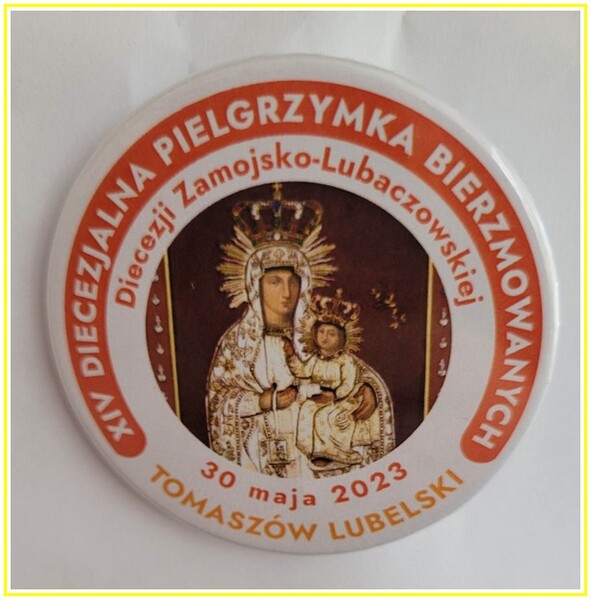 XIV DIECEZJALNA PIELGRZYMKA BIERZMOWANYCH
Diecezji Zamojsko-Lubaczowskiej
30 maja 2023
TOMASZÓW LUBELSKI